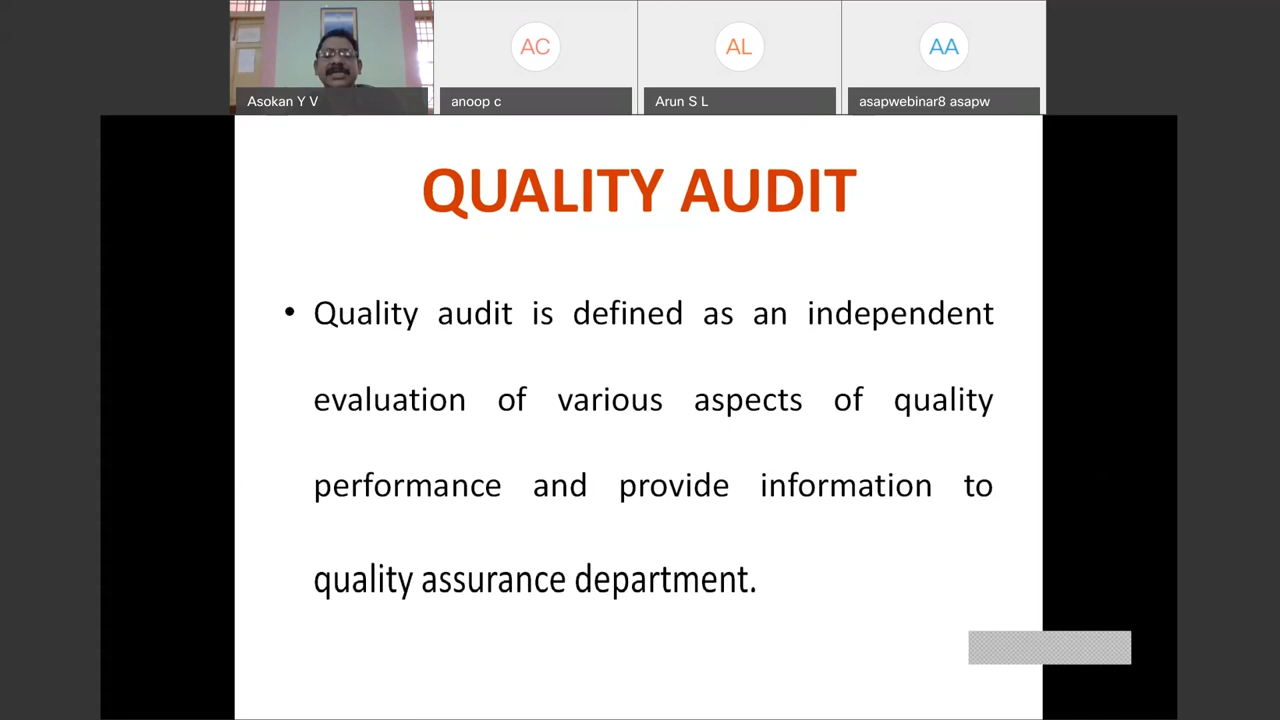 AC
AL
AA
Asokan Y V
anoop c
Arun S L
asapwebinar8 asapw
QUALITY AUDIT
• Quality audit is defined as an independent
evaluation of various aspects of quality
performance and provide information to
quality assurance department.